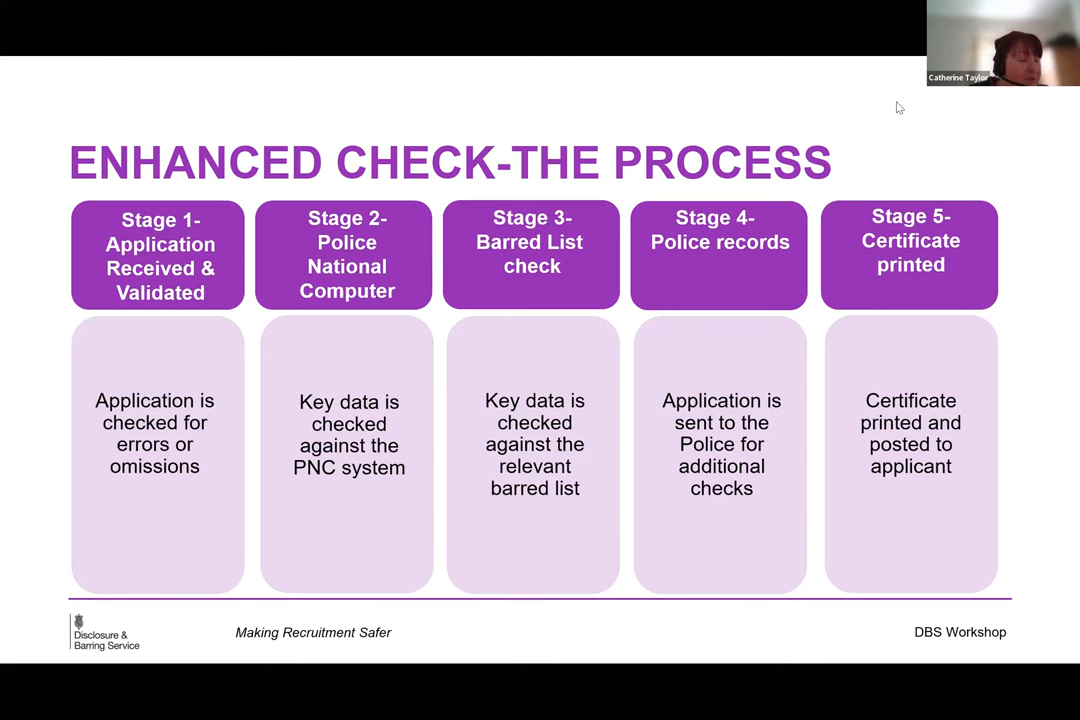 Catherine Taylor
ENHANCED CHECK-THE PROCESS
Stage 1-
Application
Received &
Validated
Stage 2-
Police
National
Computer
Stage 3-
Barred List
check
Stage 4-
Police records
Stage 5-
Certificate
printed
Application is
checked for
errors or
omissions
Key data is
checked
against the
PNC system
Key data is
checked
against the
relevant
barred list
Application is
sent to the
Police for
additional
checks
Certificate
printed and
posted to
applicant
Disclosure &
Barring Service
Making Recruitment Safer
DBS Workshop